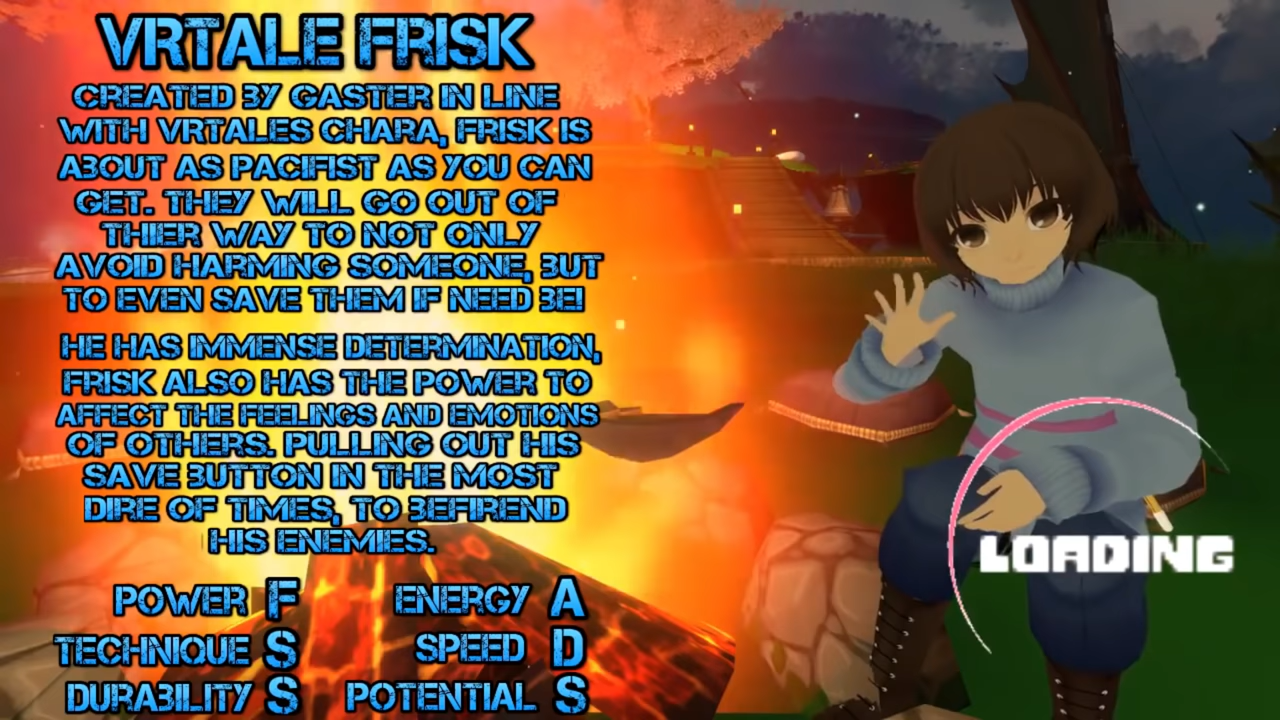 VRTALE FRISK
CREATED BY GASTER IN LINE
WITH VRTALES CHARA, FRISK IS
ABOUT AS PACIFIST AS YOU CAN
GET. THEY WILL GO OUT OF
THIER WAY TO NOT ONLY
AVOID HARMING SOMEONE, BUT
TO EVEN SAVE THEM IF NEED BE!
HE HAS IMMENSE DETERMINATION,
FRISK ALSO HAS THE POWER TO
AFFECT THE FEELINGS AND EMOTIONS
OF OTHERS. PULLING OUT HIS
SAVE BUTTON IN THE MOST
DIRE OF TIMES, TO BEFIREND
HIS ENEMIES.
POWER F ENERGY A
TECHNIQUE S SPEED D
DURABILITY S POTENTIAL S
LOADING